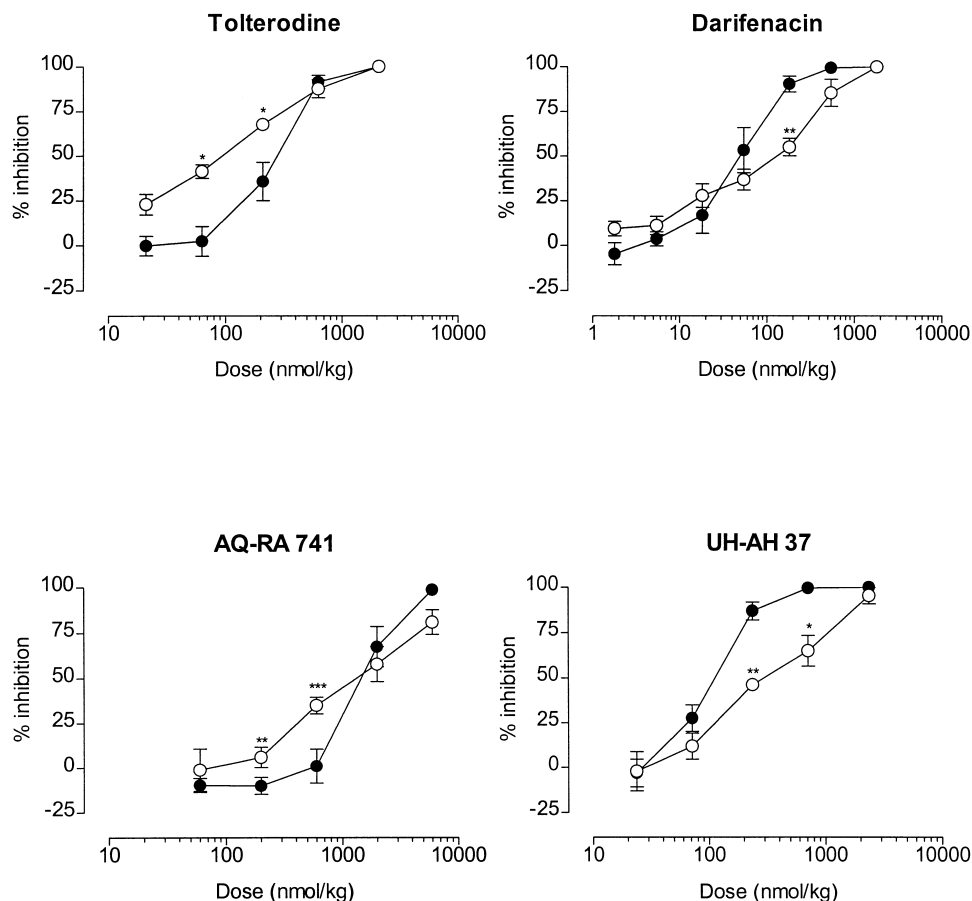 Tolterodine
100
75
50
25
0
-25
% inhibition
*
*
10 100 1000 10000
Dose (nmol/kg)
Darifenacin
100
75
50
25
0
-25
% inhibition
**
1 10 100 1000 10000
Dose (nmol/kg)
AQ-RA 741
100
75
50
25
0
-25
% inhibition
***
**
10 100 1000 10000
Dose (nmol/kg)
UH-AH 37
100
75
50
25
0
-25
% inhibition
*
**
10 100 1000 10000
Dose (nmol/kg)